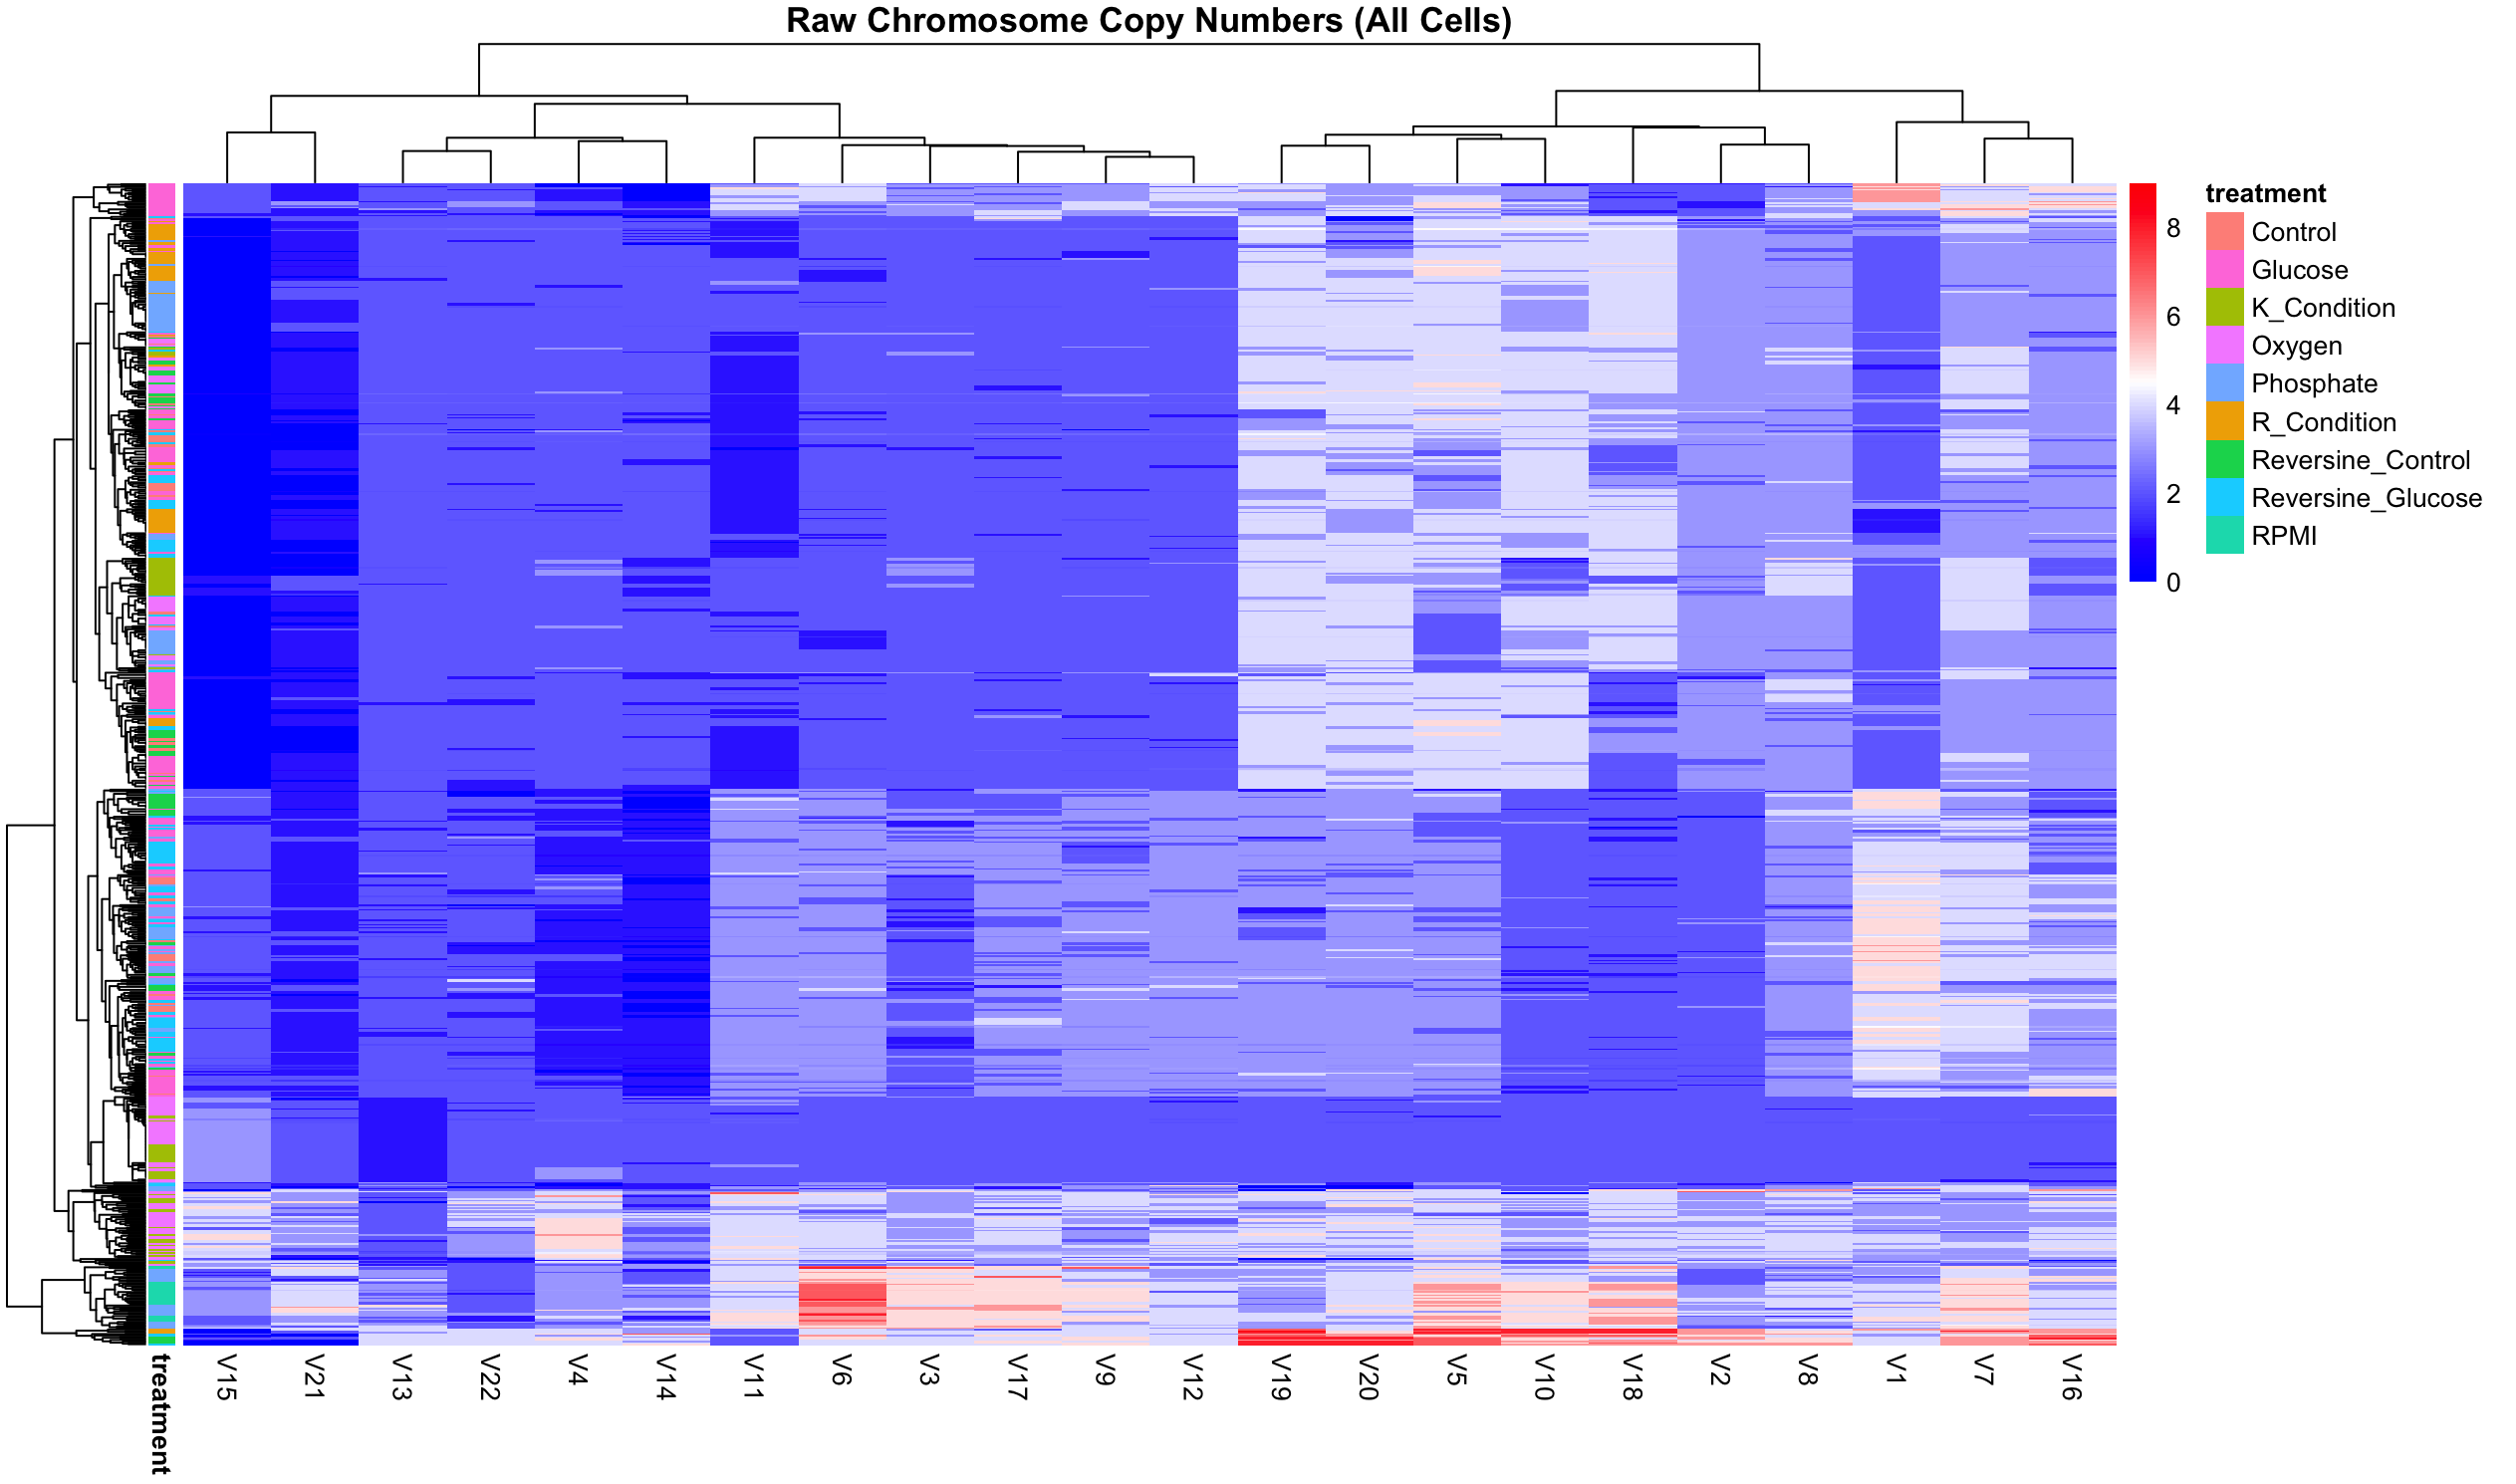 Raw Chromosome Copy Numbers (All Cells)
treatment
Control
Glucose
K_Condition
Oxygen
Phosphate
R_Condition
Reversine_Control
Reversine_Glucose
RPMI
8
6
4
2
0
treatment
V15
V21
V13
V22
V4
V14
V11
V6
V3
V17
V9
V12
V19
V20
V5
V10
V18
V2
V8
V1
V7
V16